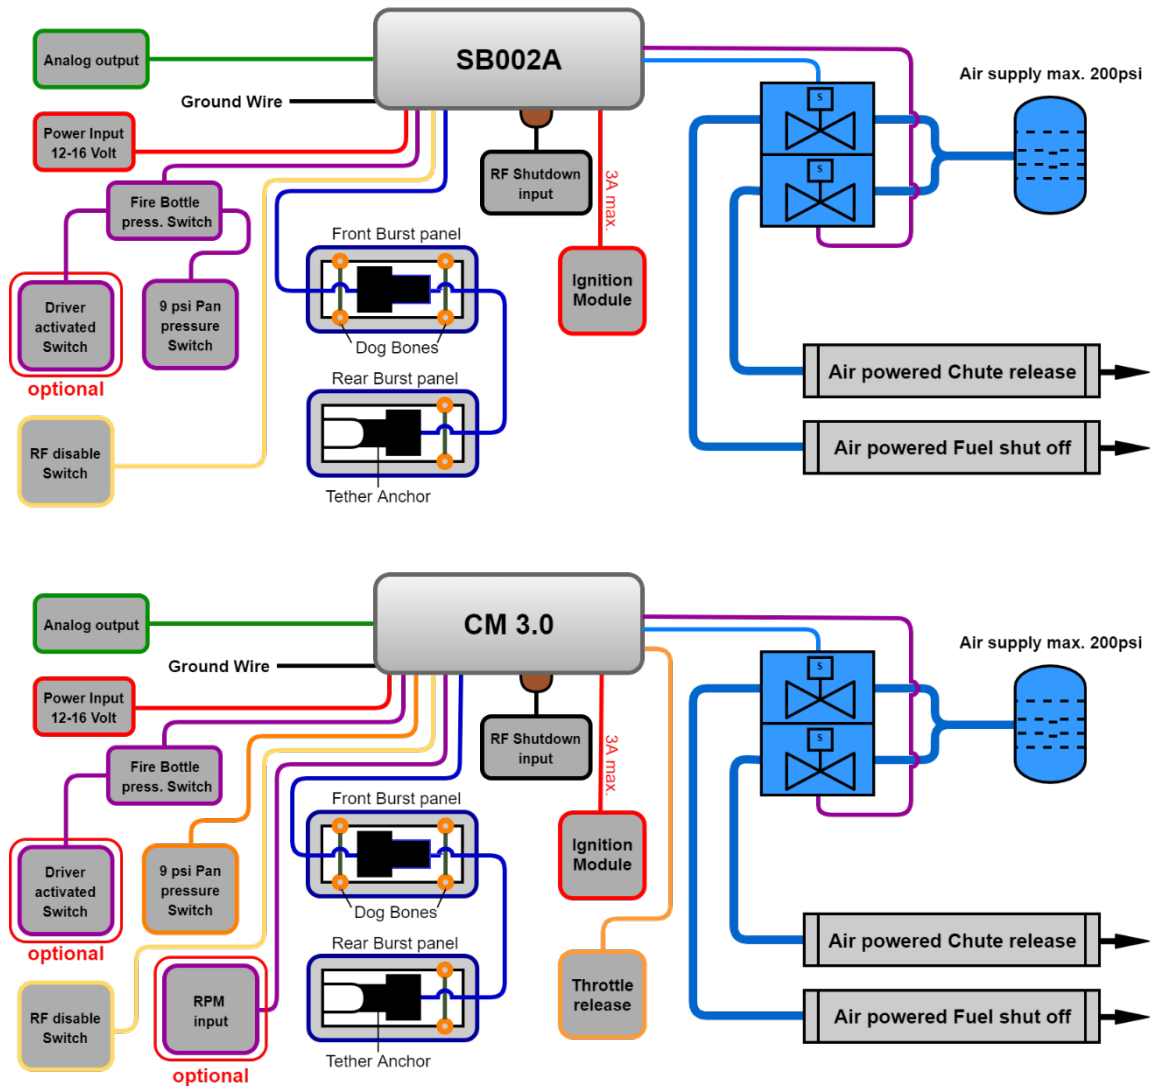 SB002A
Analog output
Air supply max. 200psi
Ground Wire
S
Power Input
12-16 Volt
RF Shutdown
input
3A max.
S
Fire Bottle
press. Switch
Front Burst panel
Driver
activated
Switch
9 psi Pan
pressure
Switch
Ignition
Module
Dog Bones
optional
Rear Burst panel
Air powered Chute release
RF disable
Switch
Air powered Fuel shut off
Tether Anchor
CM 3.0
Analog output
Air supply max. 200psi
Ground Wire
S
Power Input
12-16 Volt
RF Shutdown
input
3A max.
S
Fire Bottle
press. Switch
Front Burst panel
Driver
activated
Switch
9 psi Pan
pressure
Switch
Ignition
Module
Dog Bones
optional
Rear Burst panel
Air powered Chute release
RF disable
Switch
RPM
input
Throttle
release
Air powered Fuel shut off
Tether Anchor
optional